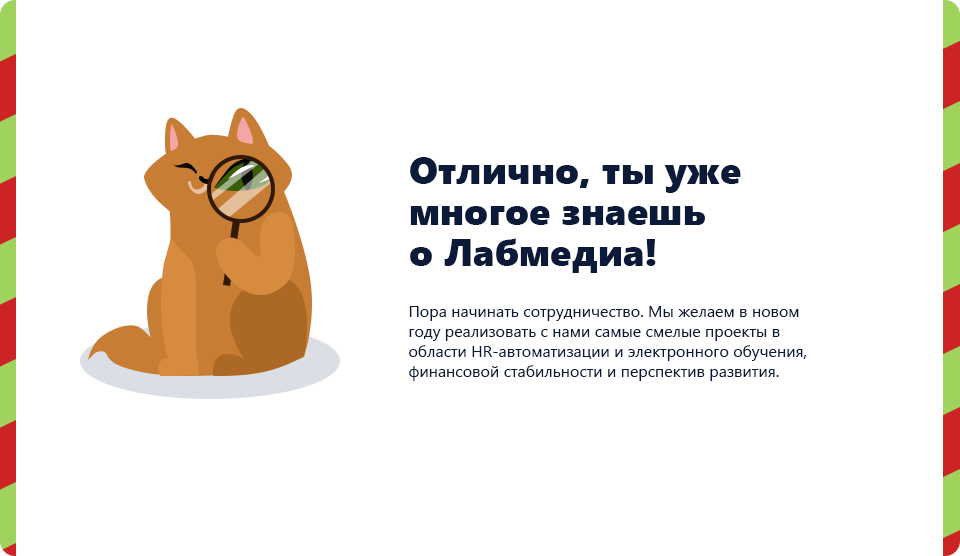 Отлично, ты уже
многое знаешь
о Лабмедиа!
Пора начинать сотрудничество. Мы желаем в новом
году реализовать с нами самые смелые проекты в
области HR-автоматизации и электронного обучения,
финансовой стабильности и перспектив развития.